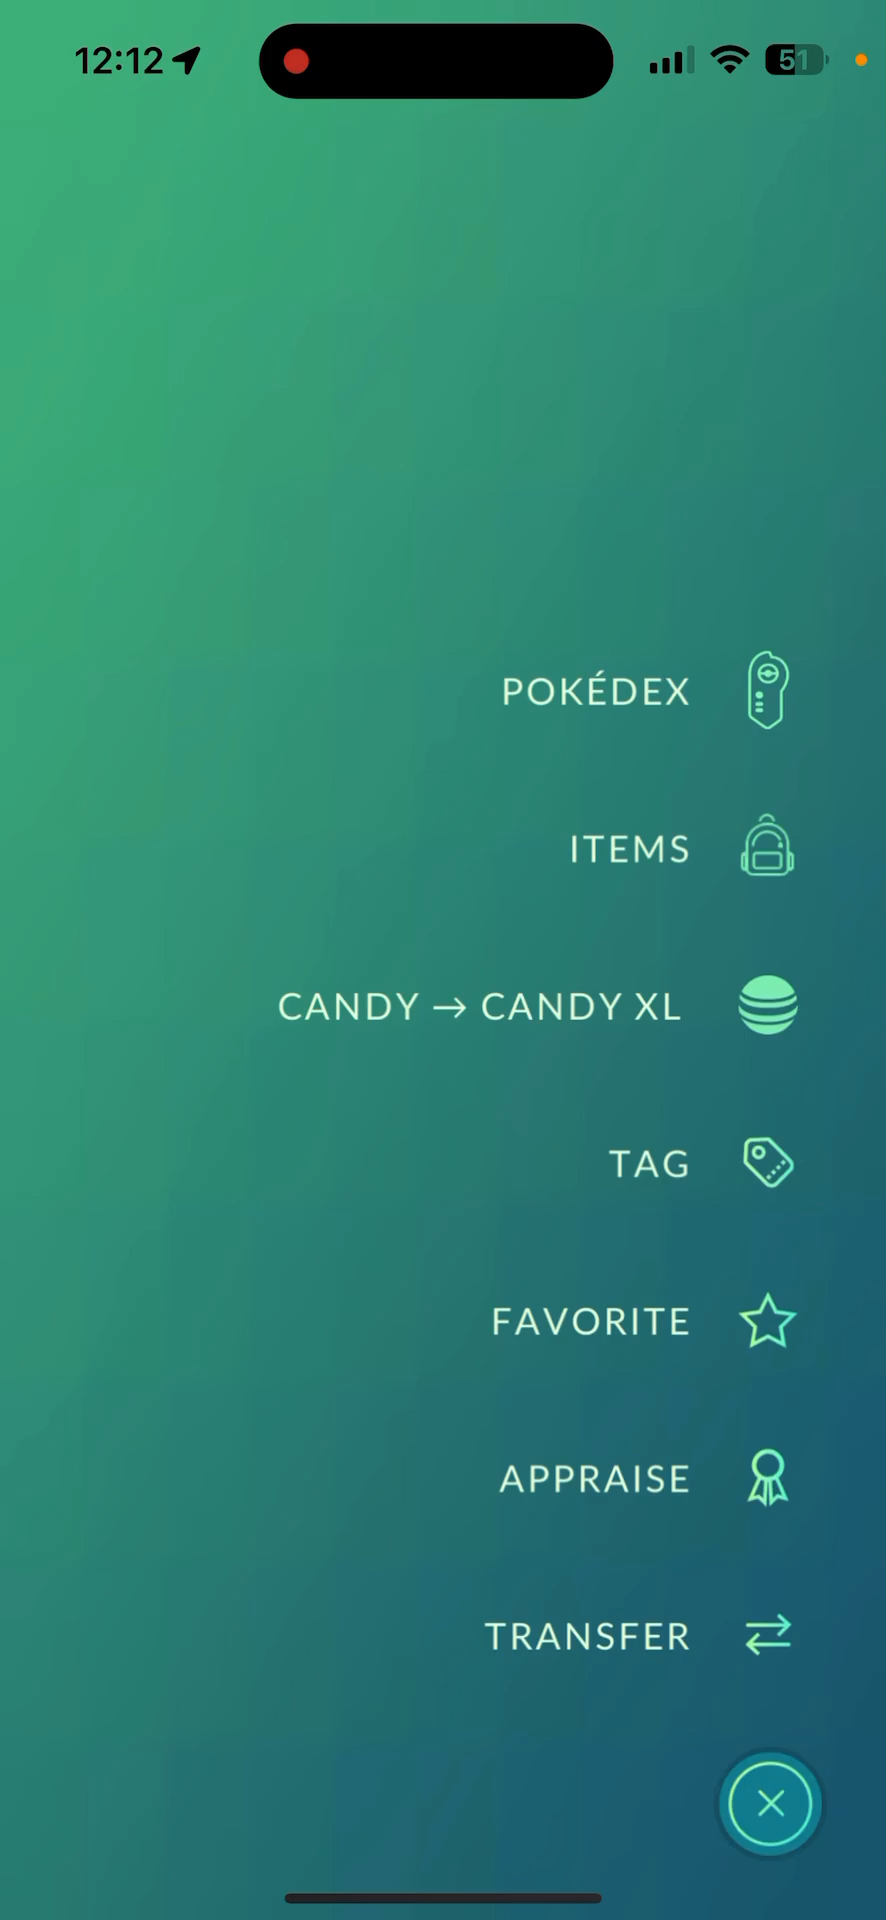 12:12
51
POKÉDEX
ITEMS
CANDY → CANDY XL
TAG
FAVORITE
APPRAISE
TRANSFER